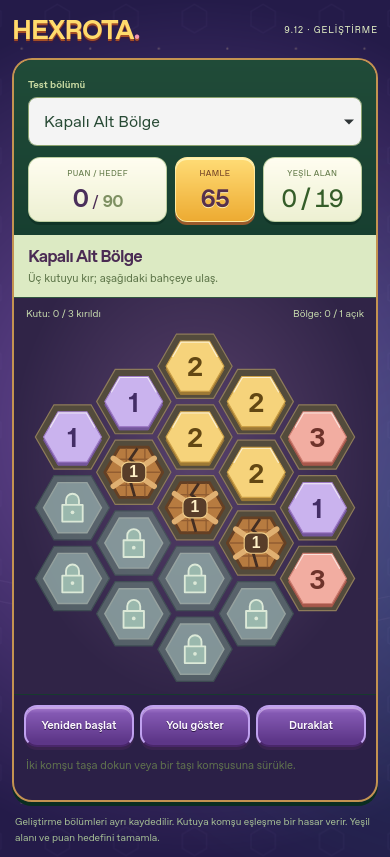 HEXROTA.
9.12 · GELİŞTİRME
Test bölümü
Kapalı Alt Bölge
PUAN / HEDEF
0 / 90
HAMLE
65
YEŞİL ALAN
0 / 19
Kapalı Alt Bölge
Üç kutuyu kır; aşağıdaki bahçeye ulaş.
Kutu: 0 / 3 kırıldı
Bölge: 0 / 1 açık
2
1
2
1
2
3
1
2
1
1
1
3
Yeniden başlat
Yolu göster
Duraklat
İki komşu taşa dokun veya bir taşı komşusuna sürükle.
Geliştirme bölümleri ayrı kaydedilir. Kutuya komşu eşleşme bir hasar verir. Yeşil
alanı ve puan hedefini tamamla.